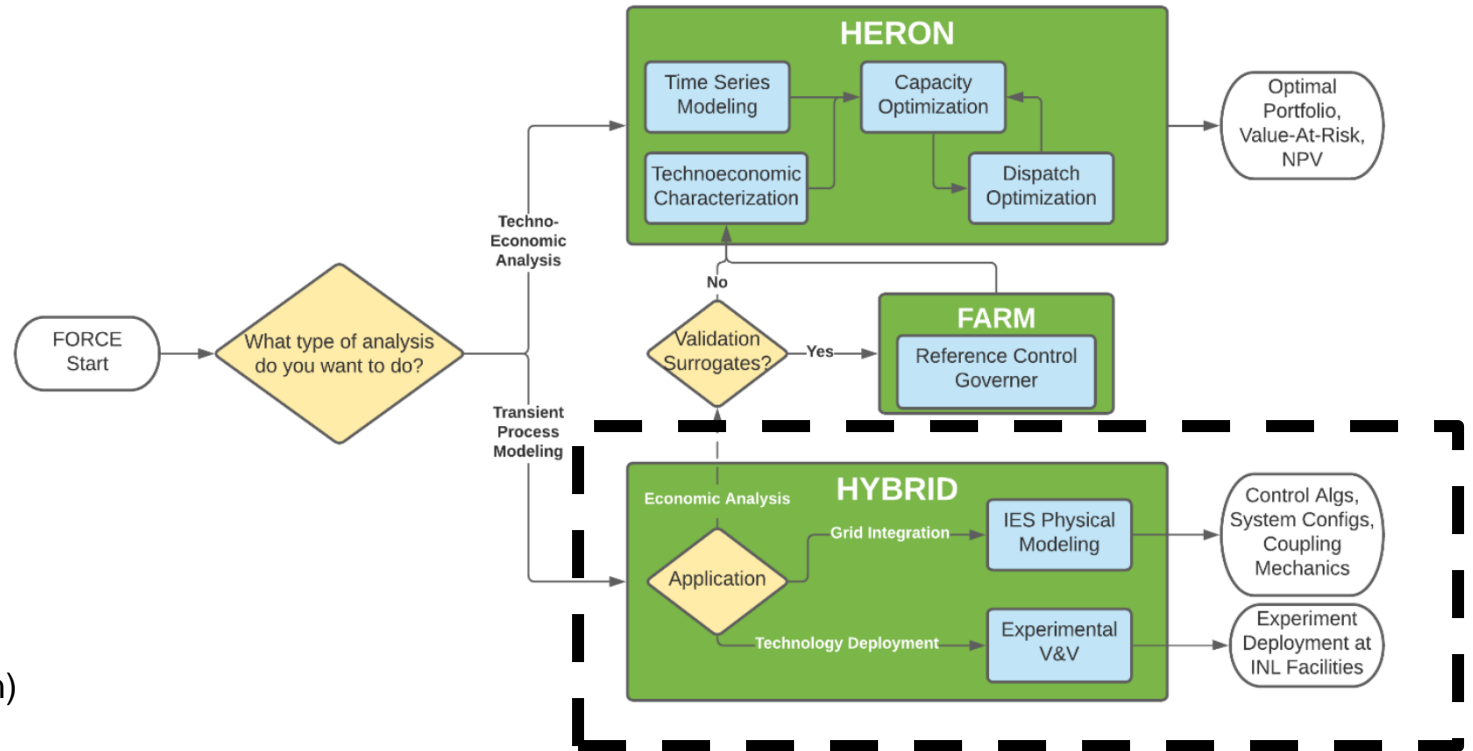 HERON
Time Series
Modeling
Capacity
Optimization
Technoeconomic
Characterization
Dispatch
Optimization
Optimal
Portfolio,
Value-At-Risk,
NPV
Techno-
Economic
Analysis
FORCE
Start
What type of analysis
do you want to do?
No
Validation
Surrogates?
Yes
FARM
Reference Control
Governer
Transient
Process
Modeling
HYBRID
Economic Analysis
Application
Grid Integration
IES Physical
Modeling
Control Algs,
System Configs,
Coupling
Mechanics
Technology Deployment
Experimental
V&V
Experiment
Deployment at
INL Facilities
n)